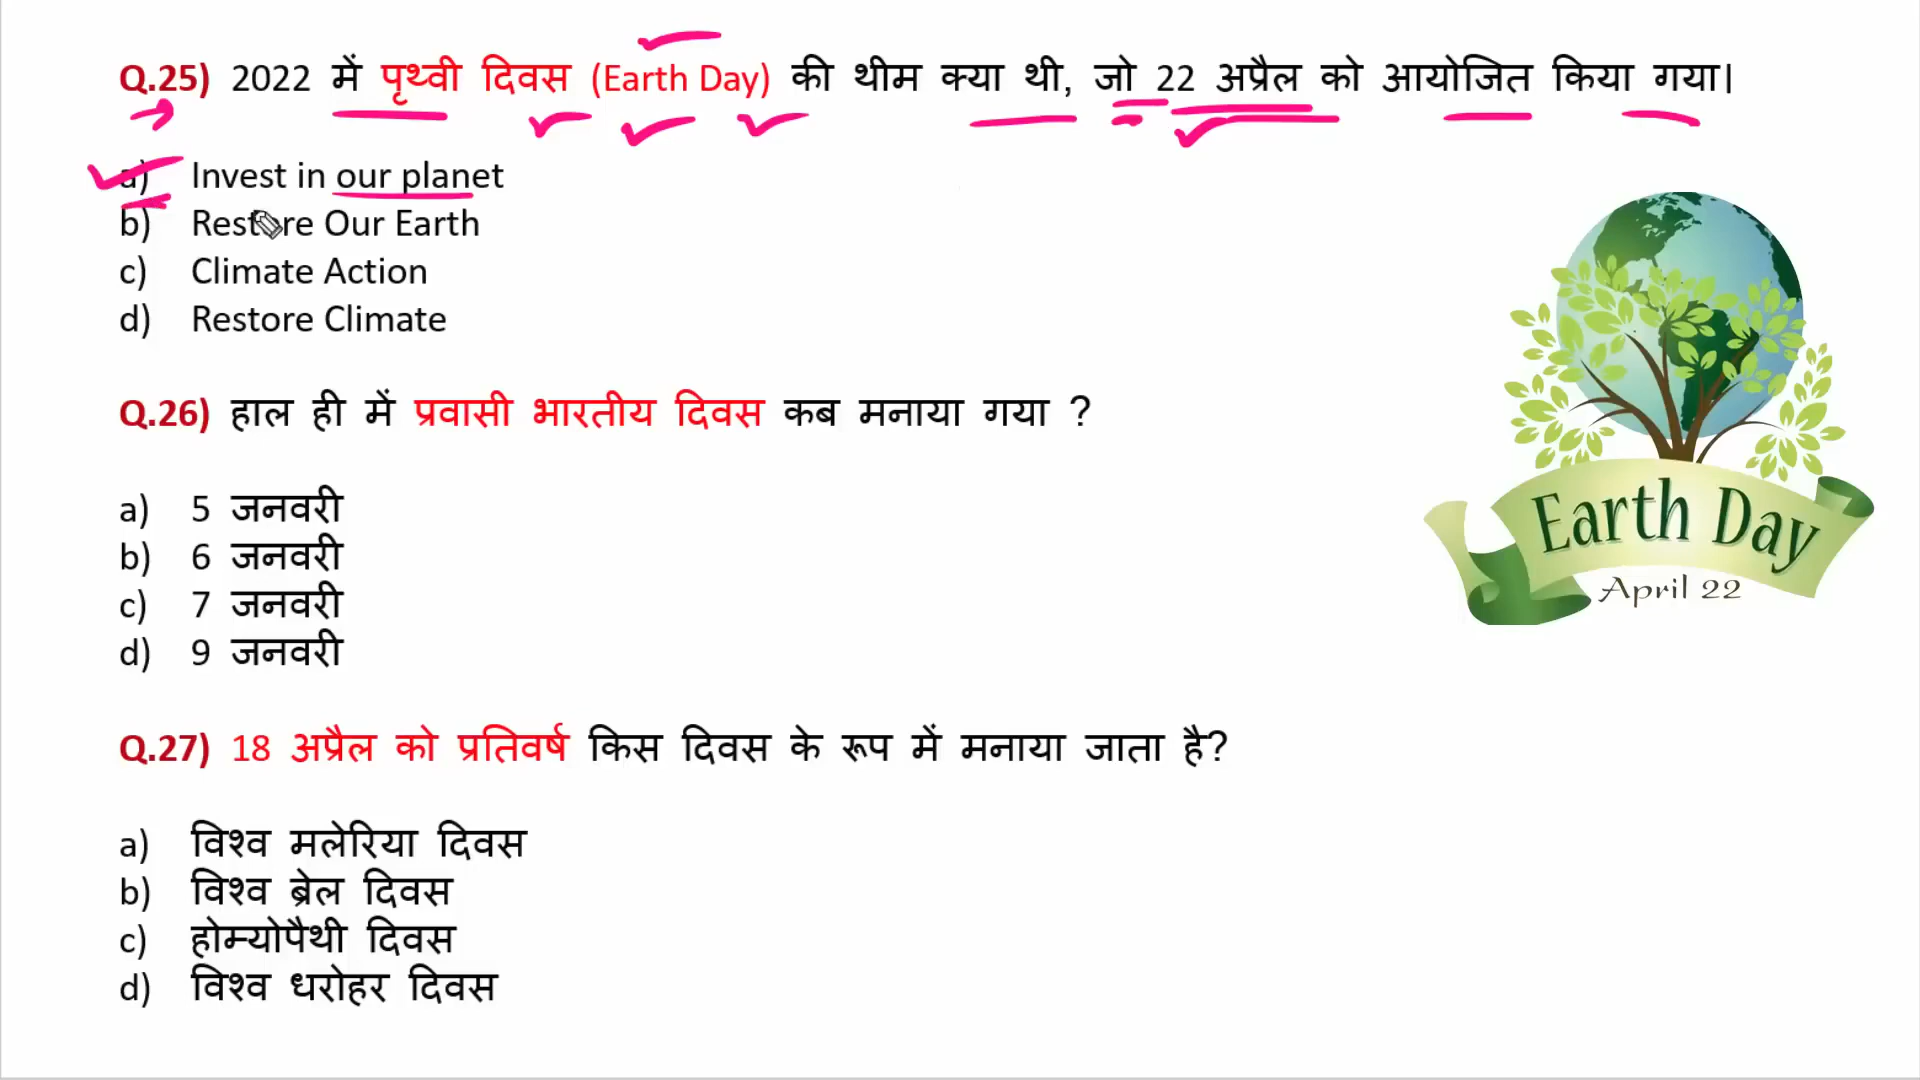 Q.25) 2022 में पृथ्वी दिवस (Earth Day) की थीम क्या थी, जो 22 अप्रैल को आयोजित किया गया।
a) Invest in our planet
b) Restore Our Earth
c) Climate Action
d) Restore Climate
Q.26) हाल ही में प्रवासी भारतीय दिवस कब मनाया गया ?
a) 5 जनवरी
b) 6 जनवरी
c) 7 जनवरी
d) 9 जनवरी
Earth Day
April 22
Q.27) 18 अप्रैल को प्रतिवर्ष किस दिवस के रूप में मनाया जाता है?
a) विश्व मलेरिया दिवस
b) विश्व ब्रेल दिवस
c) होम्योपैथी दिवस
d) विश्व धरोहर दिवस